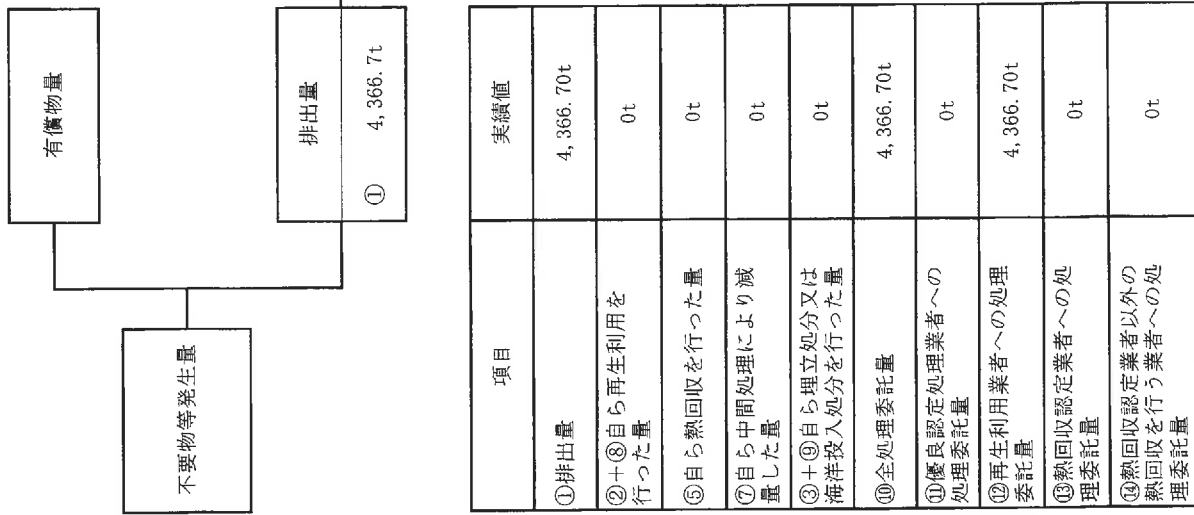 不要物等発生量
有償物量
排出量
① 4,366.7t
項目 実績値
①排出量 4,366.70t
②+⑧自ら再生利用を
行った量 0t
⑤自ら熱回収を行った量 0t
⑦自ら中間処理により減
量した量 0t
③+⑨自ら埋立処分又は
海洋投入処分を行った量 0t
⑩全処理委託量 4,366.70t
⑪優良認定処理業者への
処理委託量 0t
⑫再生利用業者への処理
委託量 4,366.70t
⑬熱回収認定業者への処
理委託量 0t
⑭熱回収認定業者以外の
熱回収を行う業者への処
理委託量 0t